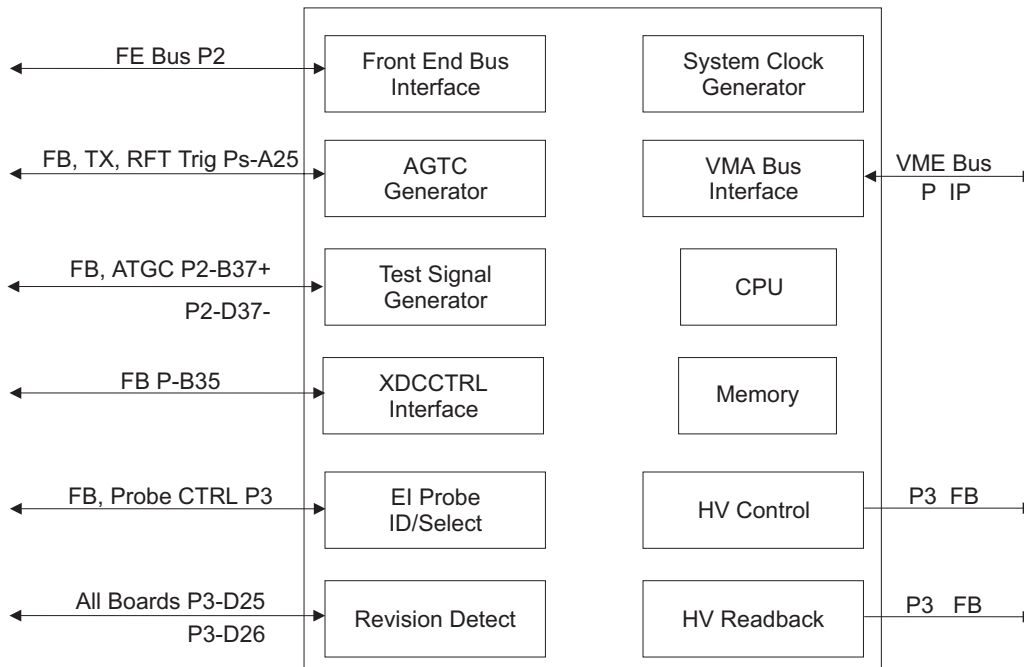 FE Bus P2
Front End Bus
Interface
System Clock
Generator
FB, TX, RFT Trig Ps-A25
AGTC
Generator
VMA Bus
Interface
VME Bus
P IP
FB, ATGC P2-B37+
P2-D37-
Test Signal
Generator
CPU
FB P-B35
XDCCTRL
Interface
Memory
FB, Probe CTRL P3
EI Probe
ID/Select
HV Control
P3 FB
All Boards P3-D25
P3-D26
Revision Detect
HV Readback
P3 FB